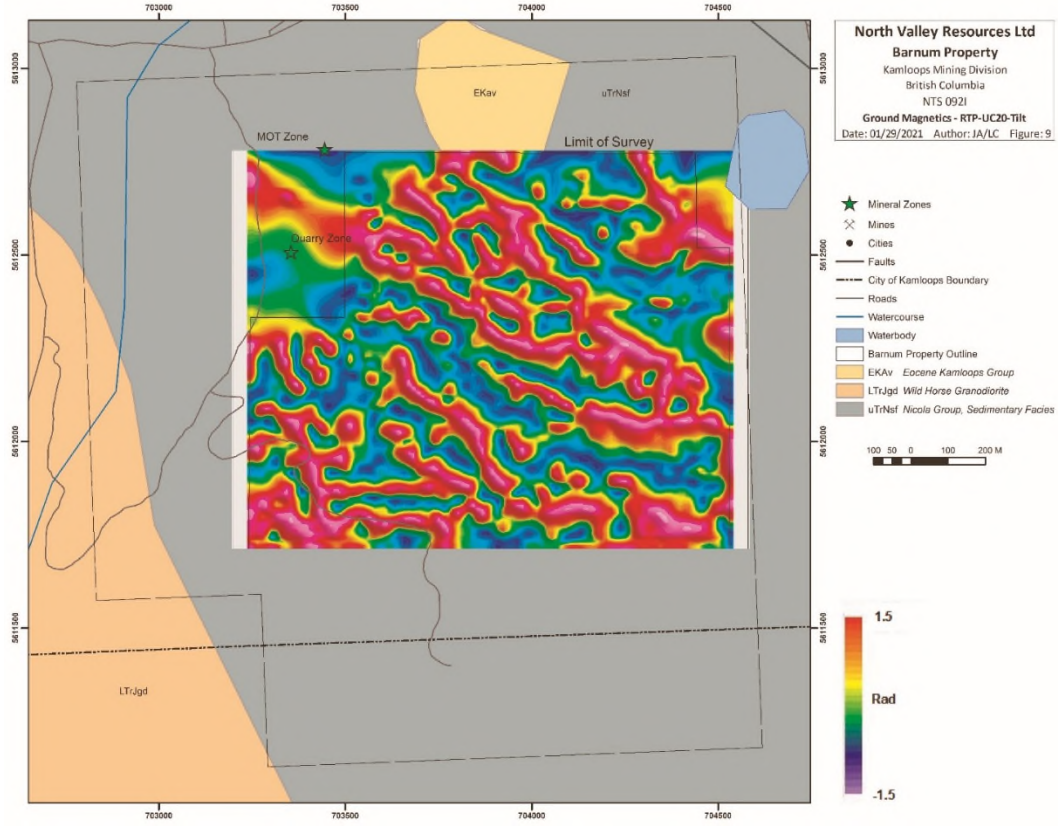 703000 703500 704000 704500
North Valley Resources Ltd
Barnum Property
Kamloops Mining Division
British Columbia
NTS 092I
Ground Magnetics - RTP-UC20-Tilt
Date: 01/29/2021 Author: JA/LC Figure: 9
5613000
5613000
EKav
uTrNsf
MOT Zone
Limit of Survey
Quarry Zone
5612500
5612500
Mineral Zones
Mines
Cities
Faults
City of Kamloops Boundary
Roads
Watercourse
Waterbody
Barnum Property Outline
EKAv Eocene Kamloops Group
LTrJgd Wild Horse Granodiorite
uTrNsf Nicola Group, Sedimentary Facies
5612000
5612000
100 50 0 100 200 M
5611500
5611500
1.5
Rad
-1.5
LTrJgd
703000 703500 704000 704500